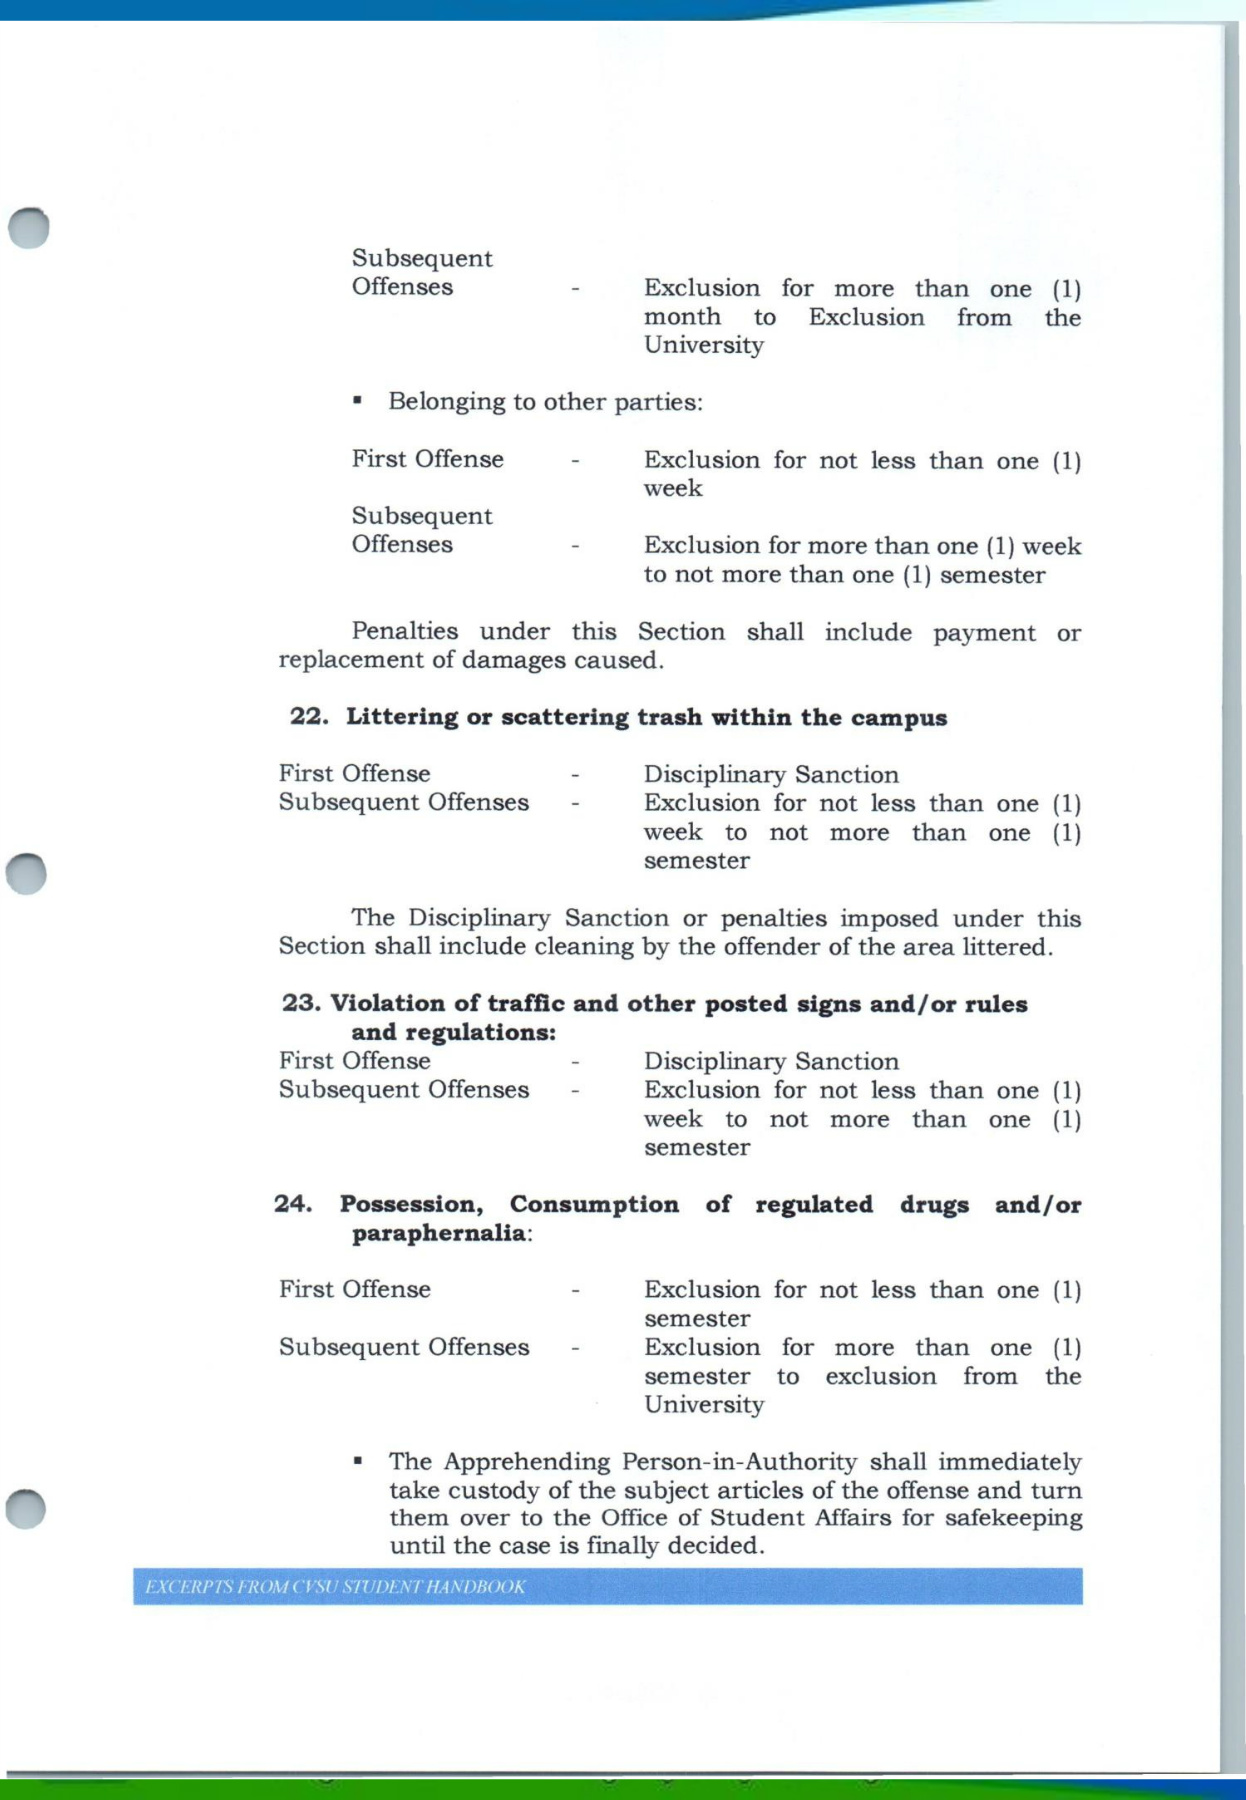 Subsequent
Offenses - Exclusion for more than one (1)
month to Exclusion from the
University
▪ Belonging to other parties:
First Offense - Exclusion for not less than one (1)
week
Subsequent
Offenses - Exclusion for more than one (1) week
to not more than one (1) semester
Penalties under this Section shall include payment or
replacement of damages caused.
22. Littering or scattering trash within the campus
First Offense - Disciplinary Sanction
Subsequent Offenses - Exclusion for not less than one (1)
week to not more than one (1)
semester
The Disciplinary Sanction or penalties imposed under this
Section shall include cleaning by the offender of the area littered.
23. Violation of traffic and other posted signs and/or rules
and regulations:
First Offense - Disciplinary Sanction
Subsequent Offenses - Exclusion for not less than one (1)
week to not more than one (1)
semester
24. Possession, Consumption of regulated drugs and/or
paraphernalia:
First Offense - Exclusion for not less than one (1)
semester
Subsequent Offenses - Exclusion for more than one (1)
semester to exclusion from the
University
▪ The Apprehending Person-in-Authority shall immediately
take custody of the subject articles of the offense and turn
them over to the Office of Student Affairs for safekeeping
until the case is finally decided.
EXCERPTS FROM CVSU STUDENT HANDBOOK